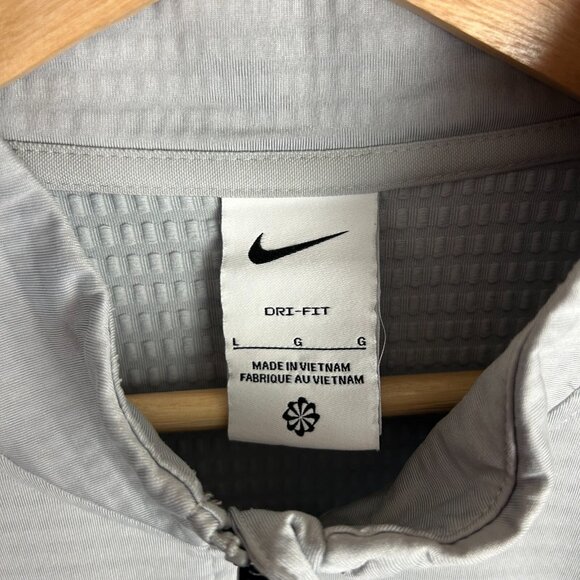 DRI-FIT
L G G
MADE IN VIETNAM
FABRIQUE AU VIETNAM